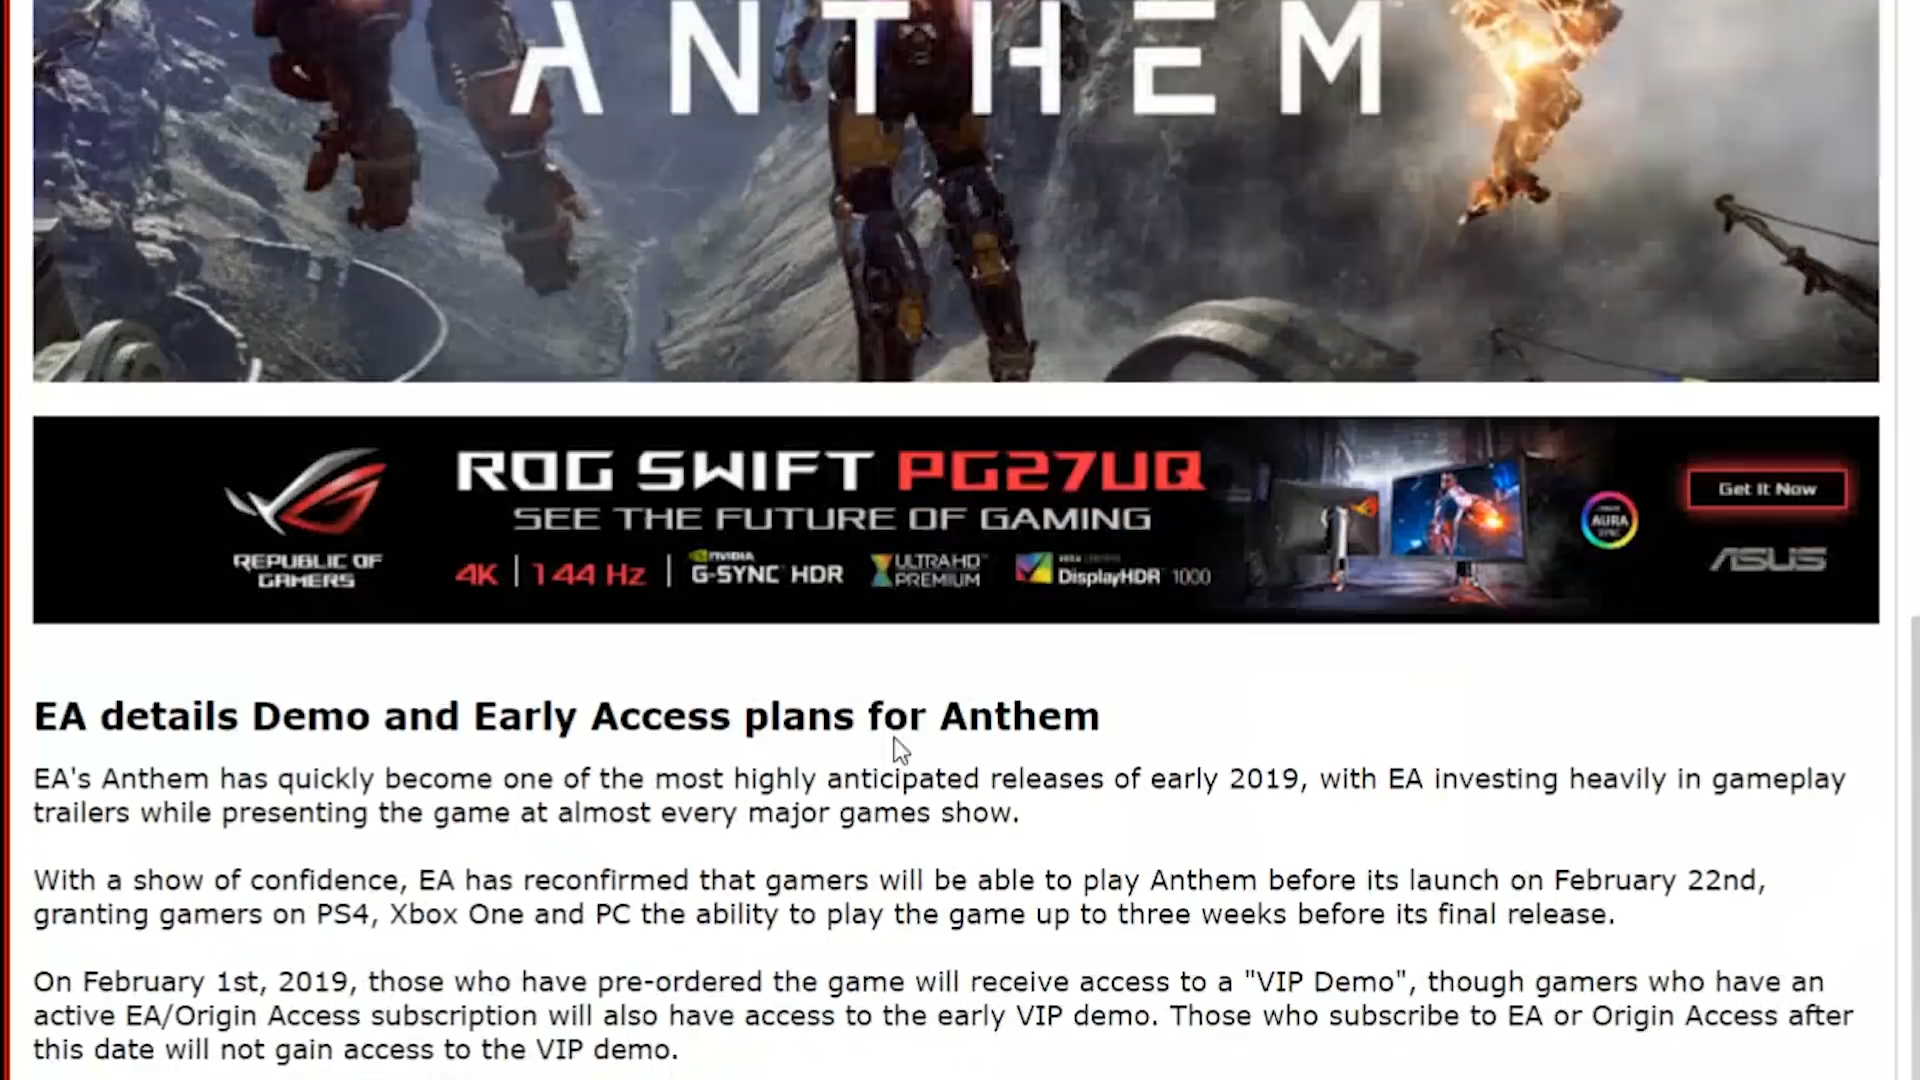 ANTHEM
ROG SWIFT PG27UQ
SEE THE FUTURE OF GAMING
REPUBLIC OF
GAMERS
4K | 144 Hz | NVIDIA G-SYNC HDR
ULTRA HD
PREMIUM
DisplayHDR 1000
AURA
SYNC
Get It Now
ASUS
EA details Demo and Early Access plans for Anthem
EA's Anthem has quickly become one of the most highly anticipated releases of early 2019, with EA investing heavily in gameplay
trailers while presenting the game at almost every major games show.
With a show of confidence, EA has reconfirmed that gamers will be able to play Anthem before its launch on February 22nd,
granting gamers on PS4, Xbox One and PC the ability to play the game up to three weeks before its final release.
On February 1st, 2019, those who have pre-ordered the game will receive access to a "VIP Demo", though gamers who have an
active EA/Origin Access subscription will also have access to the early VIP demo. Those who subscribe to EA or Origin Access after
this date will not gain access to the VIP demo.